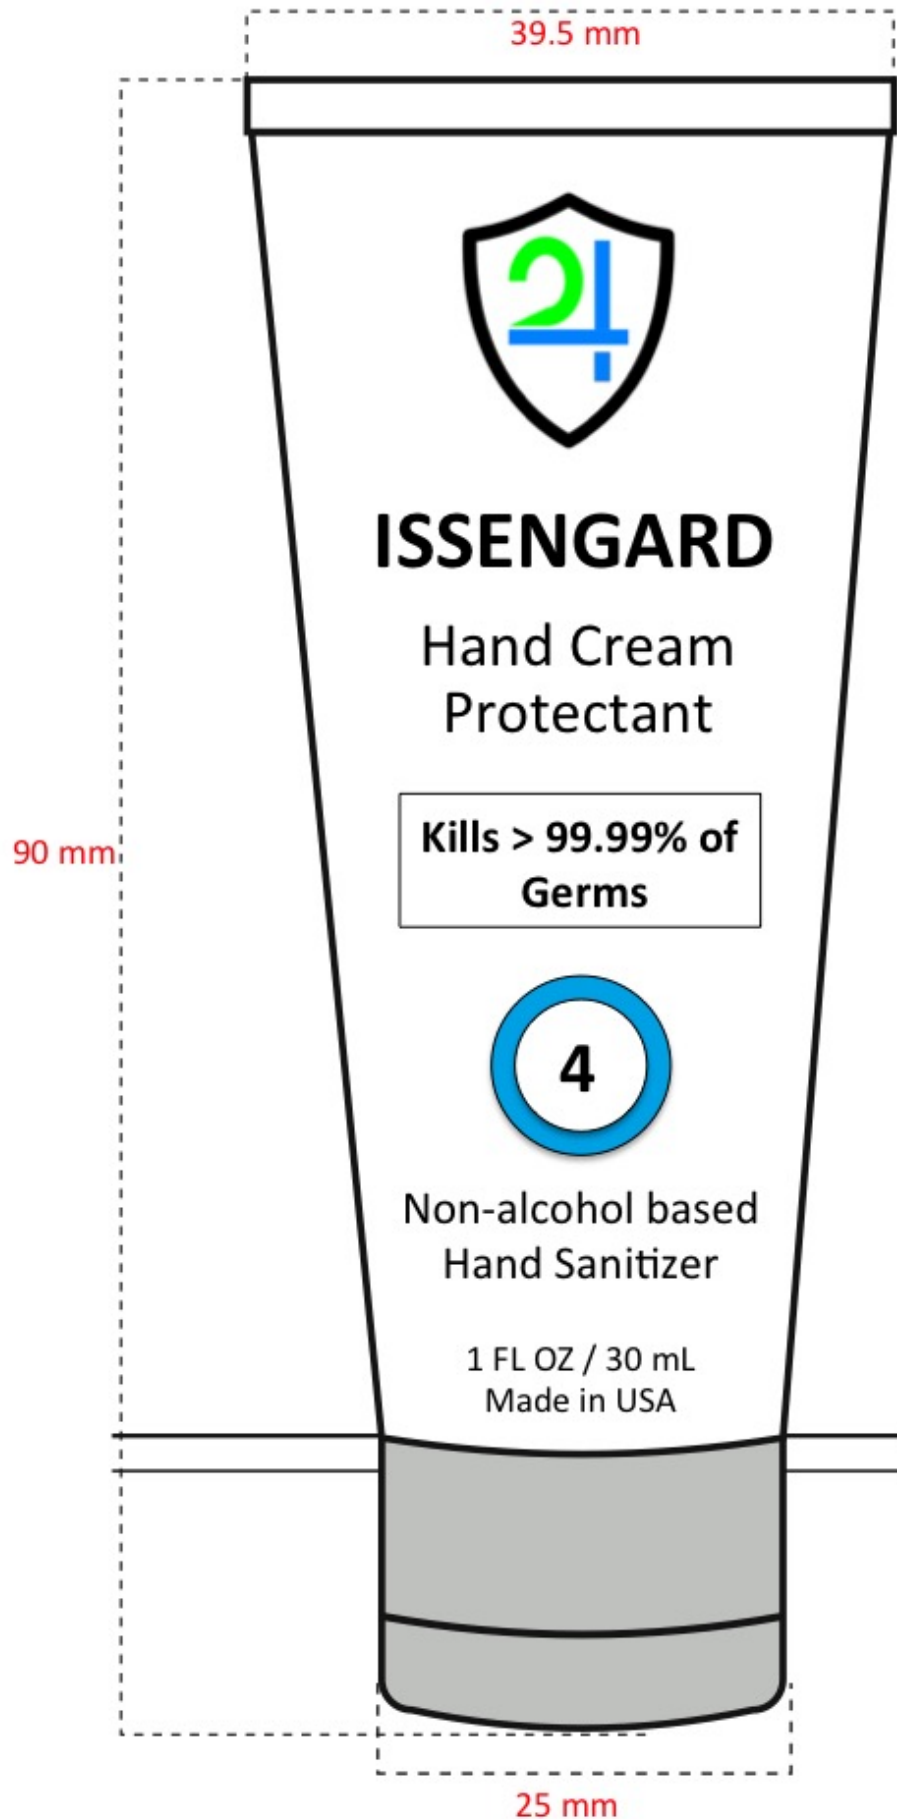 39.5 mm
24
ISSENGARD
Hand Cream
Protectant
90 mm
Kills > 99.99% of
Germs
4
Non-alcohol based
Hand Sanitizer
1 FL OZ / 30 mL
Made in USA
25 mm